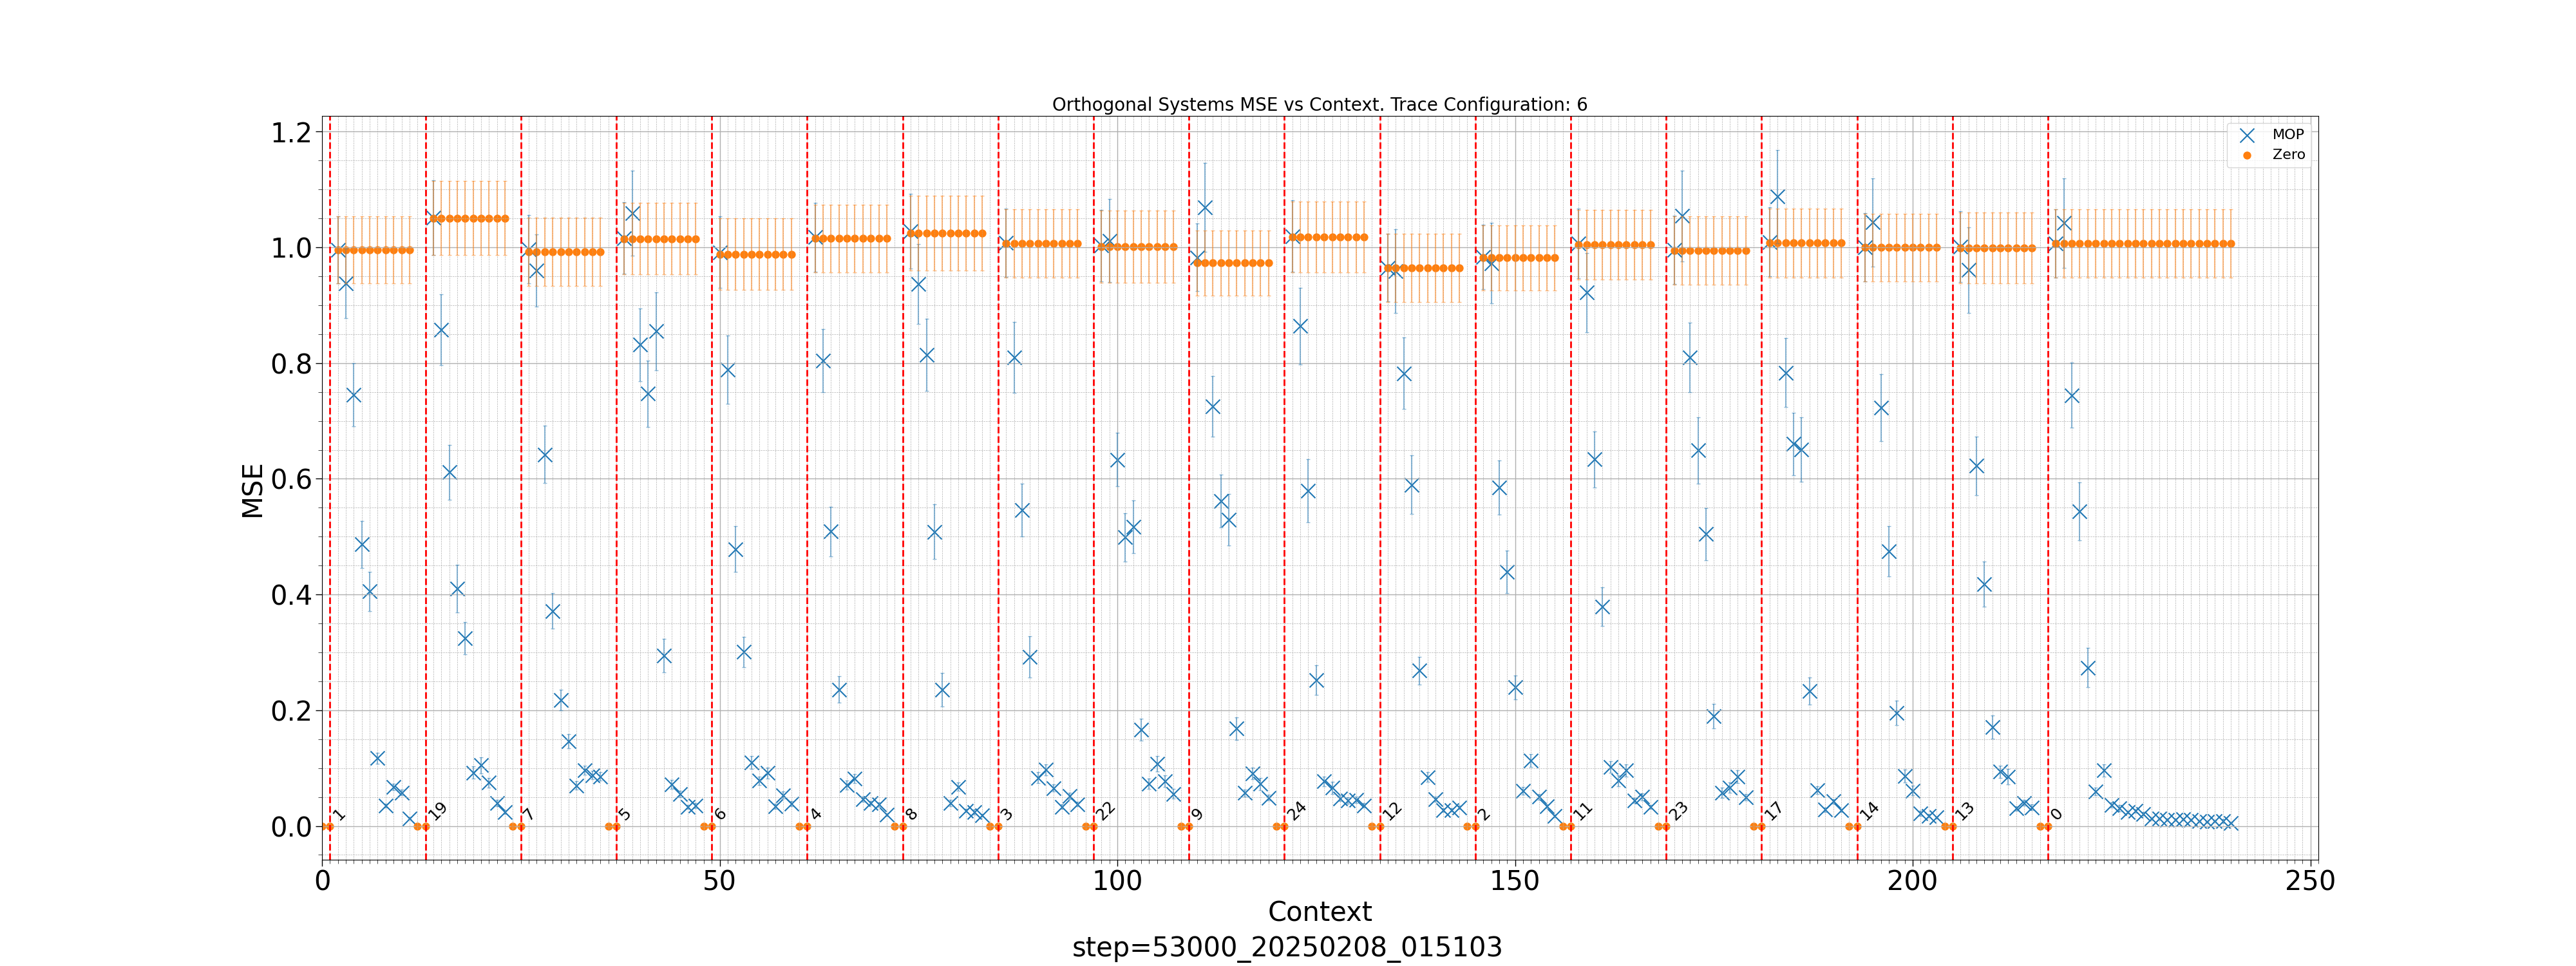 Orthogonal Systems MSE vs Context. Trace Configuration: 6
MOP
Zero
MSE
1.2
1.0
0.8
0.6
0.4
0.2
0.0
1 19 7 5 6 4 8 3 22 9 24 12 2 11 23 17 14 13 0
0 50 100 150 200 250
Context
step=53000_20250208_015103